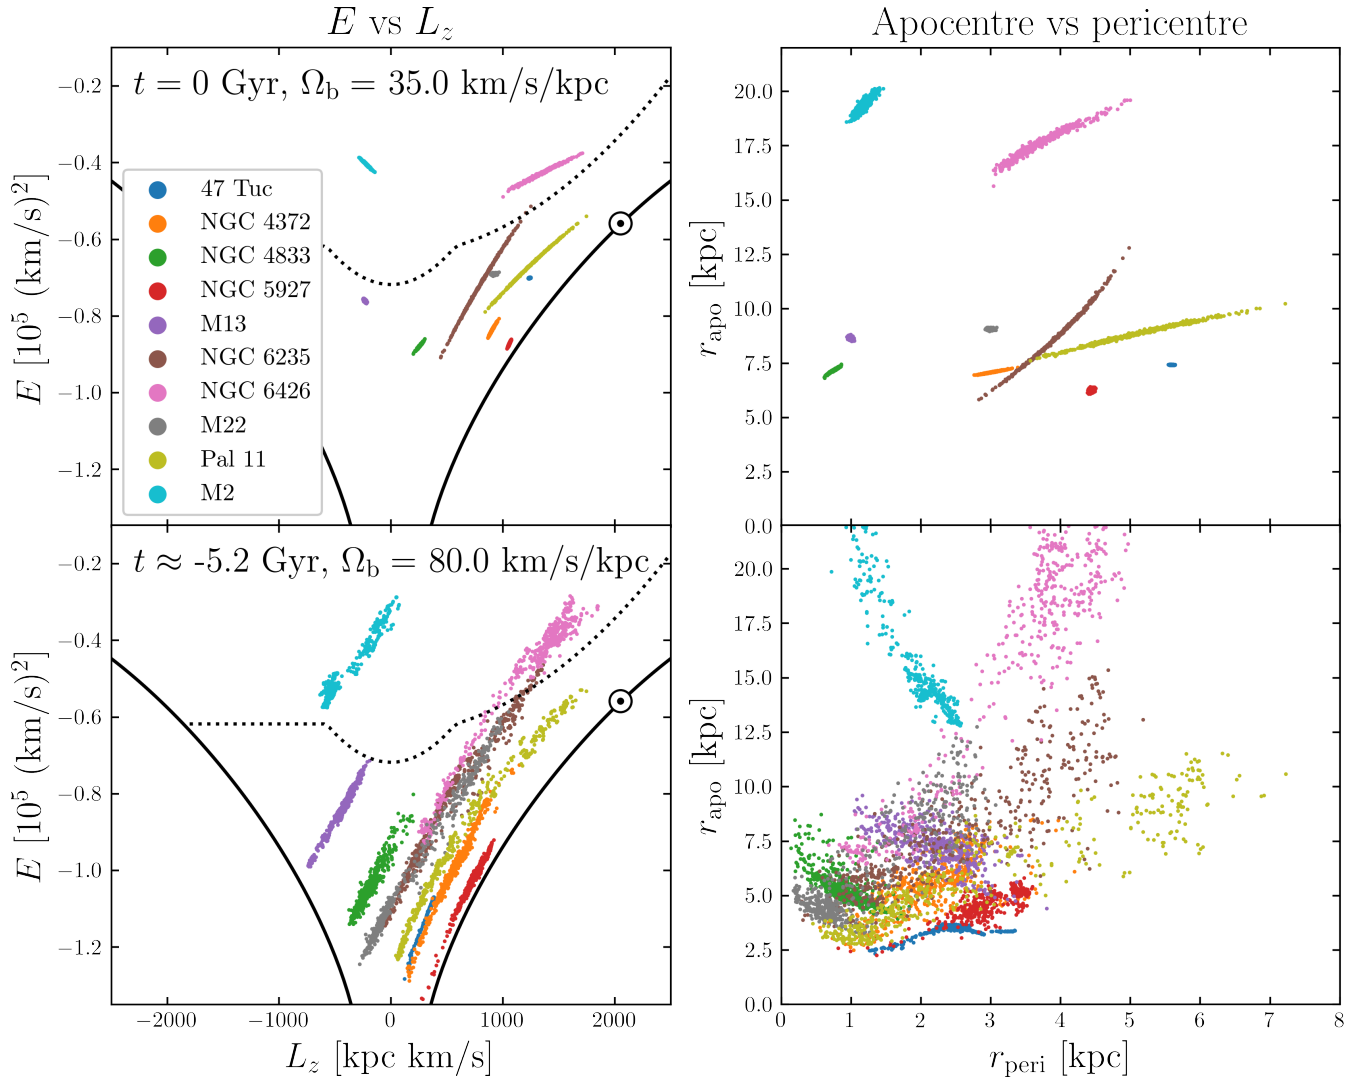 E vs L_z
Apocentre vs pericentre
t = 0 Gyr, Ω_b = 35.0 km/s/kpc
−0.2
−0.4
−0.6
−0.8
−1.0
−1.2
E [10^5 (km/s)^2]
47 Tuc
NGC 4372
NGC 4833
NGC 5927
M13
NGC 6235
NGC 6426
M22
Pal 11
M2
20.0
17.5
15.0
12.5
10.0
7.5
5.0
2.5
0.0
r_apo [kpc]
t ≈ -5.2 Gyr, Ω_b = 80.0 km/s/kpc
−0.2
−0.4
−0.6
−0.8
−1.0
−1.2
E [10^5 (km/s)^2]
−2000 −1000 0 1000 2000
L_z [kpc km/s]
20.0
17.5
15.0
12.5
10.0
7.5
5.0
2.5
0.0
r_apo [kpc]
0 1 2 3 4 5 6 7 8
r_peri [kpc]